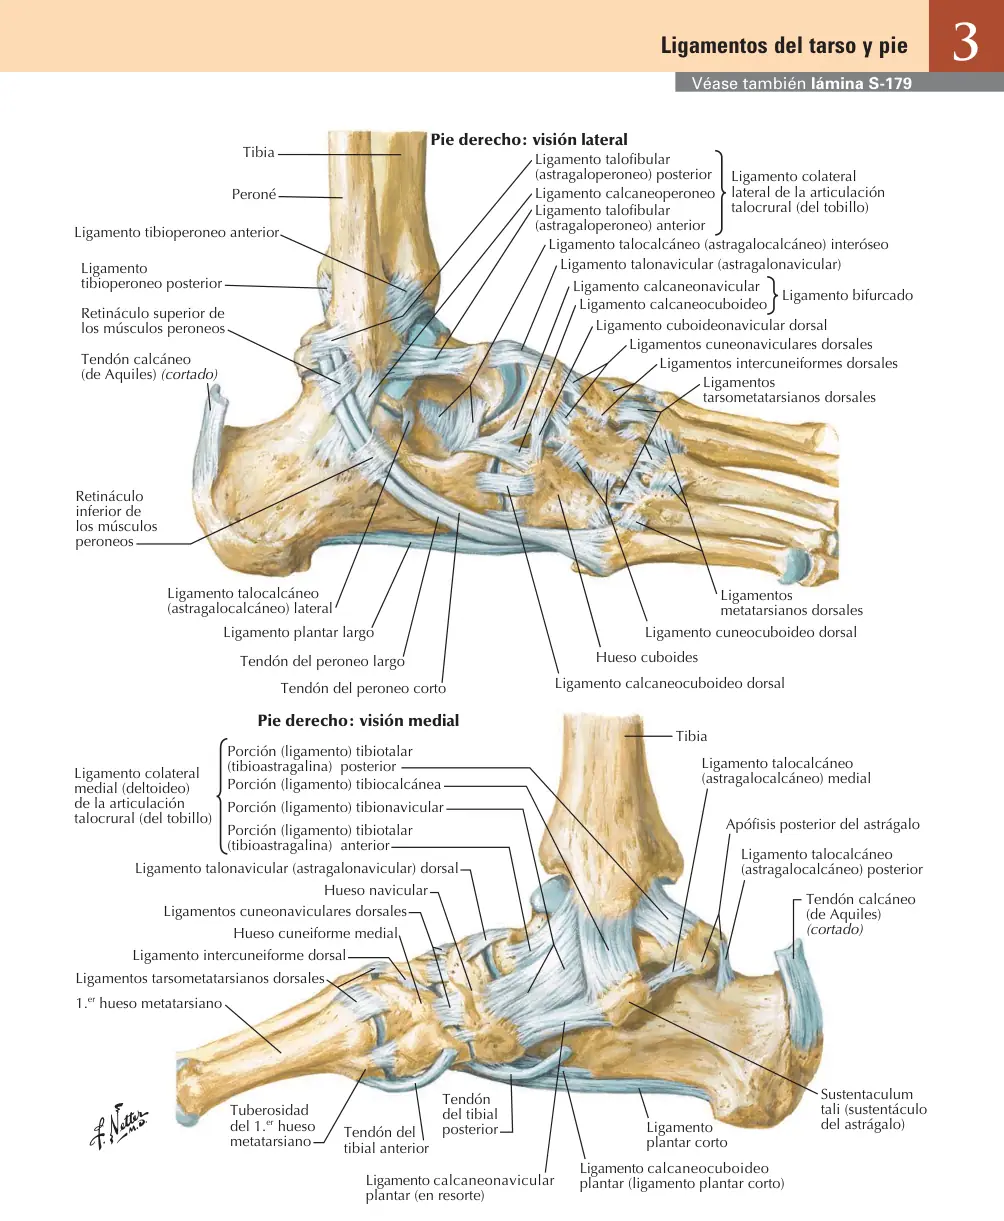 Ligamentos del tarso y pie
3
Véase también lámina S-179
Pie derecho: visión lateral
Tibia
Peroné
Ligamento tibioperoneo anterior
Ligamento
tibioperoneo posterior
Retináculo superior de
los músculos peroneos
Tendón calcáneo
(de Aquiles) (cortado)
Retináculo
inferior de
los músculos
peroneos
Ligamento talofibular
(astragaloperoneo) posterior
Ligamento calcaneoperoneo
Ligamento talofibular
(astragaloperoneo) anterior
Ligamento colateral
lateral de la articulación
talocrural (del tobillo)
Ligamento talocalcáneo (astragalocalcáneo) interóseo
Ligamento talonavicular (astragalonavicular)
Ligamento calcaneonavicular
Ligamento calcaneocuboideo
Ligamento bifurcado
Ligamento cuboideonavicular dorsal
Ligamentos cuneonaviculares dorsales
Ligamentos intercuneiformes dorsales
Ligamentos
tarsometatarsianos dorsales
Ligamento talocalcáneo
(astragalocalcáneo) lateral
Ligamento plantar largo
Tendón del peroneo largo
Tendón del peroneo corto
Ligamentos
metatarsianos dorsales
Ligamento cuneocuboideo dorsal
Hueso cuboides
Ligamento calcaneocuboideo dorsal
Pie derecho: visión medial
Ligamento colateral
medial (deltoideo)
de la articulación
talocrural (del tobillo)
Porción (ligamento) tibiotalar
(tibioastragalina) posterior
Porción (ligamento) tibiocalcánea
Porción (ligamento) tibionavicular
Porción (ligamento) tibiotalar
(tibioastragalina) anterior
Ligamento talonavicular (astragalonavicular) dorsal
Hueso navicular
Ligamentos cuneonaviculares dorsales
Hueso cuneiforme medial
Ligamento intercuneiforme dorsal
Ligamentos tarsometatarsianos dorsales
1.er hueso metatarsiano
Tibia
Ligamento talocalcáneo
(astragalocalcáneo) medial
Apófisis posterior del astrágalo
Ligamento talocalcáneo
(astragalocalcáneo) posterior
Tendón calcáneo
(de Aquiles)
(cortado)
Sustentaculum
tali (sustentáculo
del astrágalo)
Tuberosidad
del 1.er hueso
metatarsiano
Tendón del
tibial anterior
Tendón
del tibial
posterior
Ligamento
plantar corto
Ligamento calcaneonavicular
plantar (en resorte)
Ligamento calcaneocuboideo
plantar (ligamento plantar corto)
F. Netter
M.D.